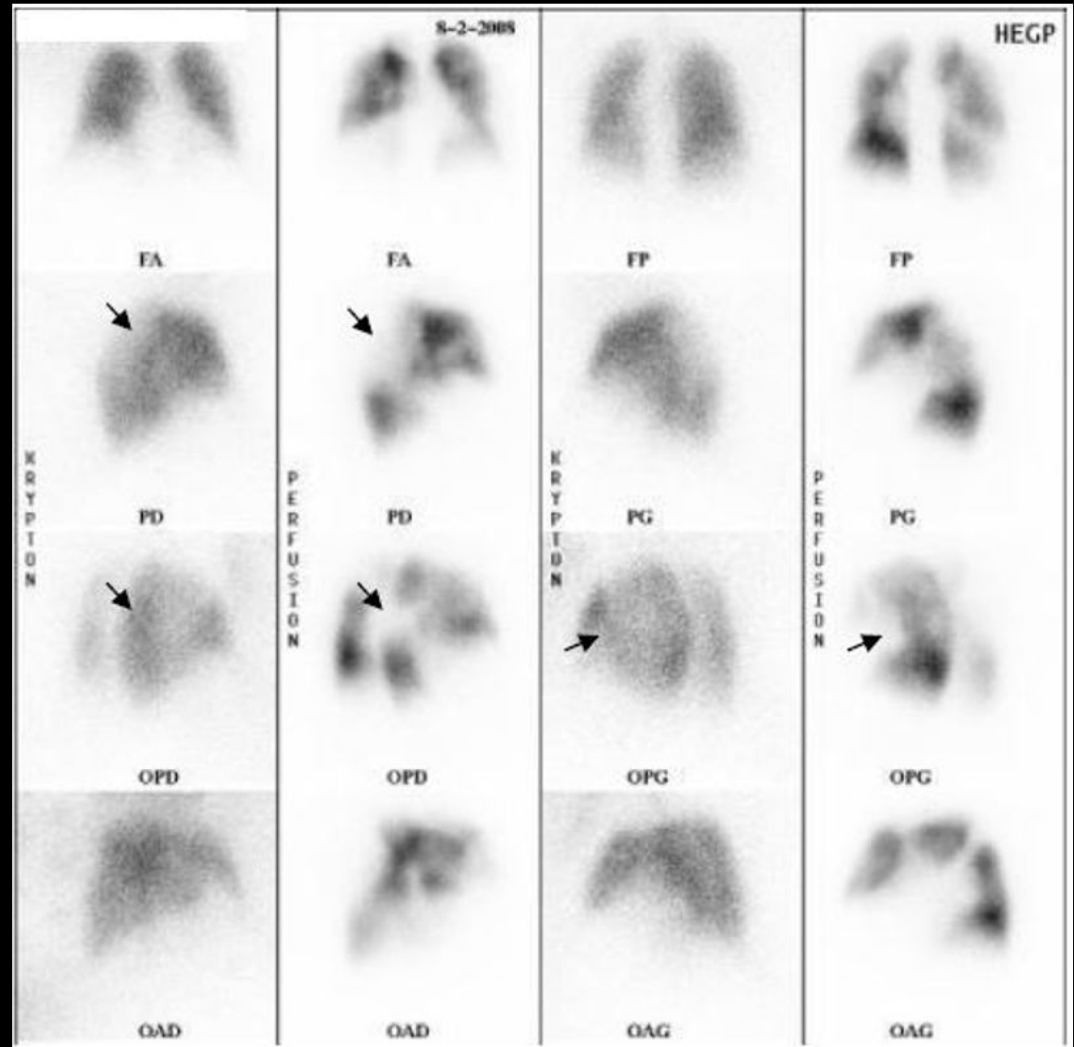 8-2-2008
HEGP
FA
FA
FP
FP
PD
PD
PG
PG
KRYPTON
PERFUSION
KRYPTON
PERFUSION
OPD
OPD
OPG
OPG
OAD
OAD
OAG
OAG